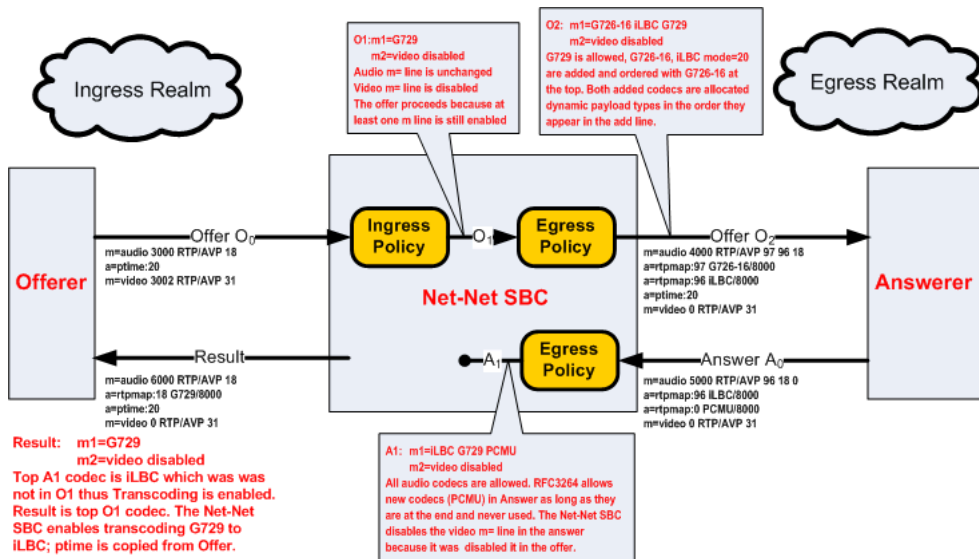 Ingress Realm
Egress Realm
O1:m1=G729
m2=video disabled
Audio m= line is unchanged
Video m= line is disabled
The offer proceeds because at
least one m line is still enabled
O2: m1=G726-16 iLBC G729
m2=video disabled
G729 is allowed, G726-16, iLBC mode=20
are added and ordered with G726-16 at
the top. Both added codecs are allocated
dynamic payload types in the order they
appear in the add line.
Offerer
Offer O0
m=audio 3000 RTP/AVP 18
a=ptime:20
m=video 3002 RTP/AVP 31
Ingress
Policy
O1
Egress
Policy
Net-Net SBC
Offer O2
m=audio 4000 RTP/AVP 97 96 18
a=rtpmap:97 G726-16/8000
a=rtpmap:96 iLBC/8000
a=ptime:20
m=video 0 RTP/AVP 31
Answerer
Result
m=audio 6000 RTP/AVP 18
a=rtpmap:18 G729/8000
a=ptime:20
m=video 0 RTP/AVP 31
A1
Egress
Policy
Answer A0
m=audio 5000 RTP/AVP 96 18 0
a=rtpmap:96 iLBC/8000
a=rtpmap:0 PCMU/8000
m=video 0 RTP/AVP 31
Result: m1=G729
m2=video disabled
Top A1 codec is iLBC which was was
not in O1 thus Transcoding is enabled.
Result is top O1 codec. The Net-Net
SBC enables transcoding G729 to
iLBC; ptime is copied from Offer.
A1: m1=iLBC G729 PCMU
m2=video disabled
All audio codecs are allowed. RFC3264 allows
new codecs (PCMU) in Answer as long as they
are at the end and never used. The Net-Net SBC
disables the video m= line in the answer
because it was disabled it in the offer.